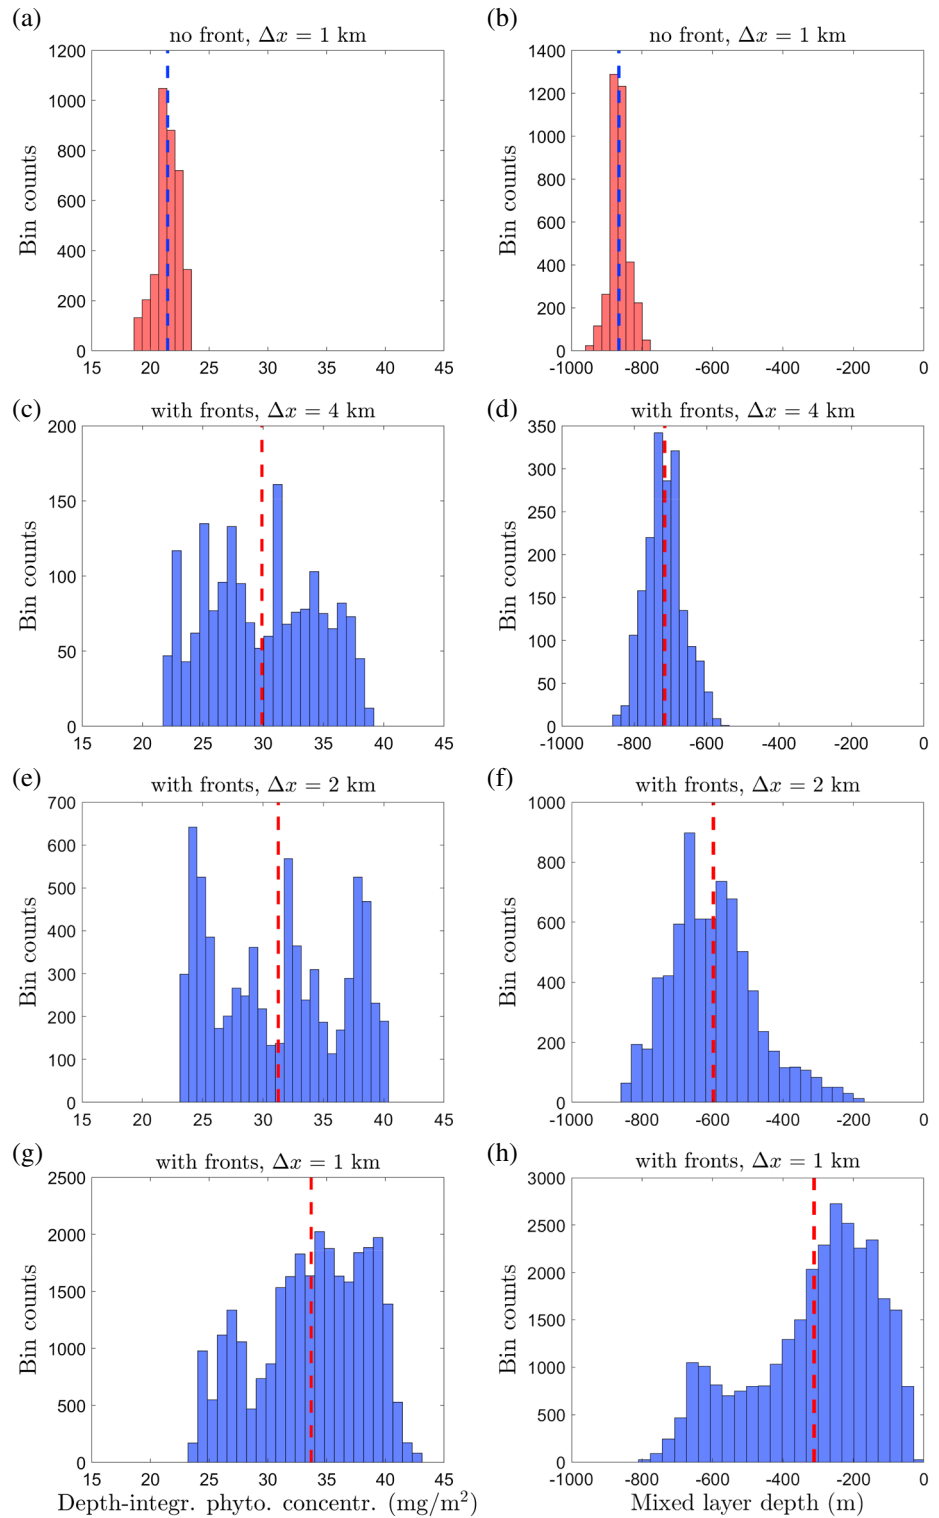 (a)
no front, Δx = 1 km
1200
1000
800
600
400
200
0
15 20 25 30 35 40 45
Bin counts
(b)
no front, Δx = 1 km
1400
1200
1000
800
600
400
200
0
-1000 -800 -600 -400 -200 0
Bin counts
(c)
with fronts, Δx = 4 km
200
150
100
50
0
15 20 25 30 35 40 45
Bin counts
(d)
with fronts, Δx = 4 km
350
300
250
200
150
100
50
0
-1000 -800 -600 -400 -200 0
Bin counts
(e)
with fronts, Δx = 2 km
700
600
500
400
300
200
100
0
15 20 25 30 35 40 45
Bin counts
(f)
with fronts, Δx = 2 km
1000
800
600
400
200
0
-1000 -800 -600 -400 -200 0
Bin counts
(g)
with fronts, Δx = 1 km
2500
2000
1500
1000
500
0
15 20 25 30 35 40 45
Bin counts
Depth-integr. phyto. concentr. (mg/m²)
(h)
with fronts, Δx = 1 km
3000
2500
2000
1500
1000
500
0
-1000 -800 -600 -400 -200 0
Bin counts
Mixed layer depth (m)